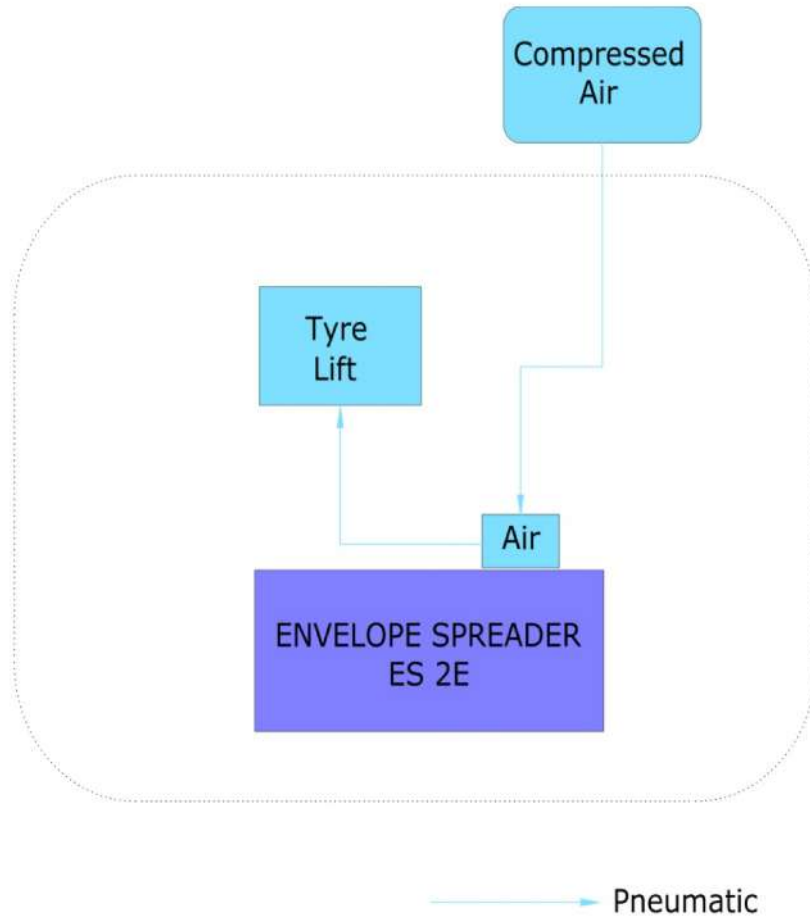 Compressed
Air
Tyre
Lift
Air
ENVELOPE SPREADER
ES 2E
Pneumatic